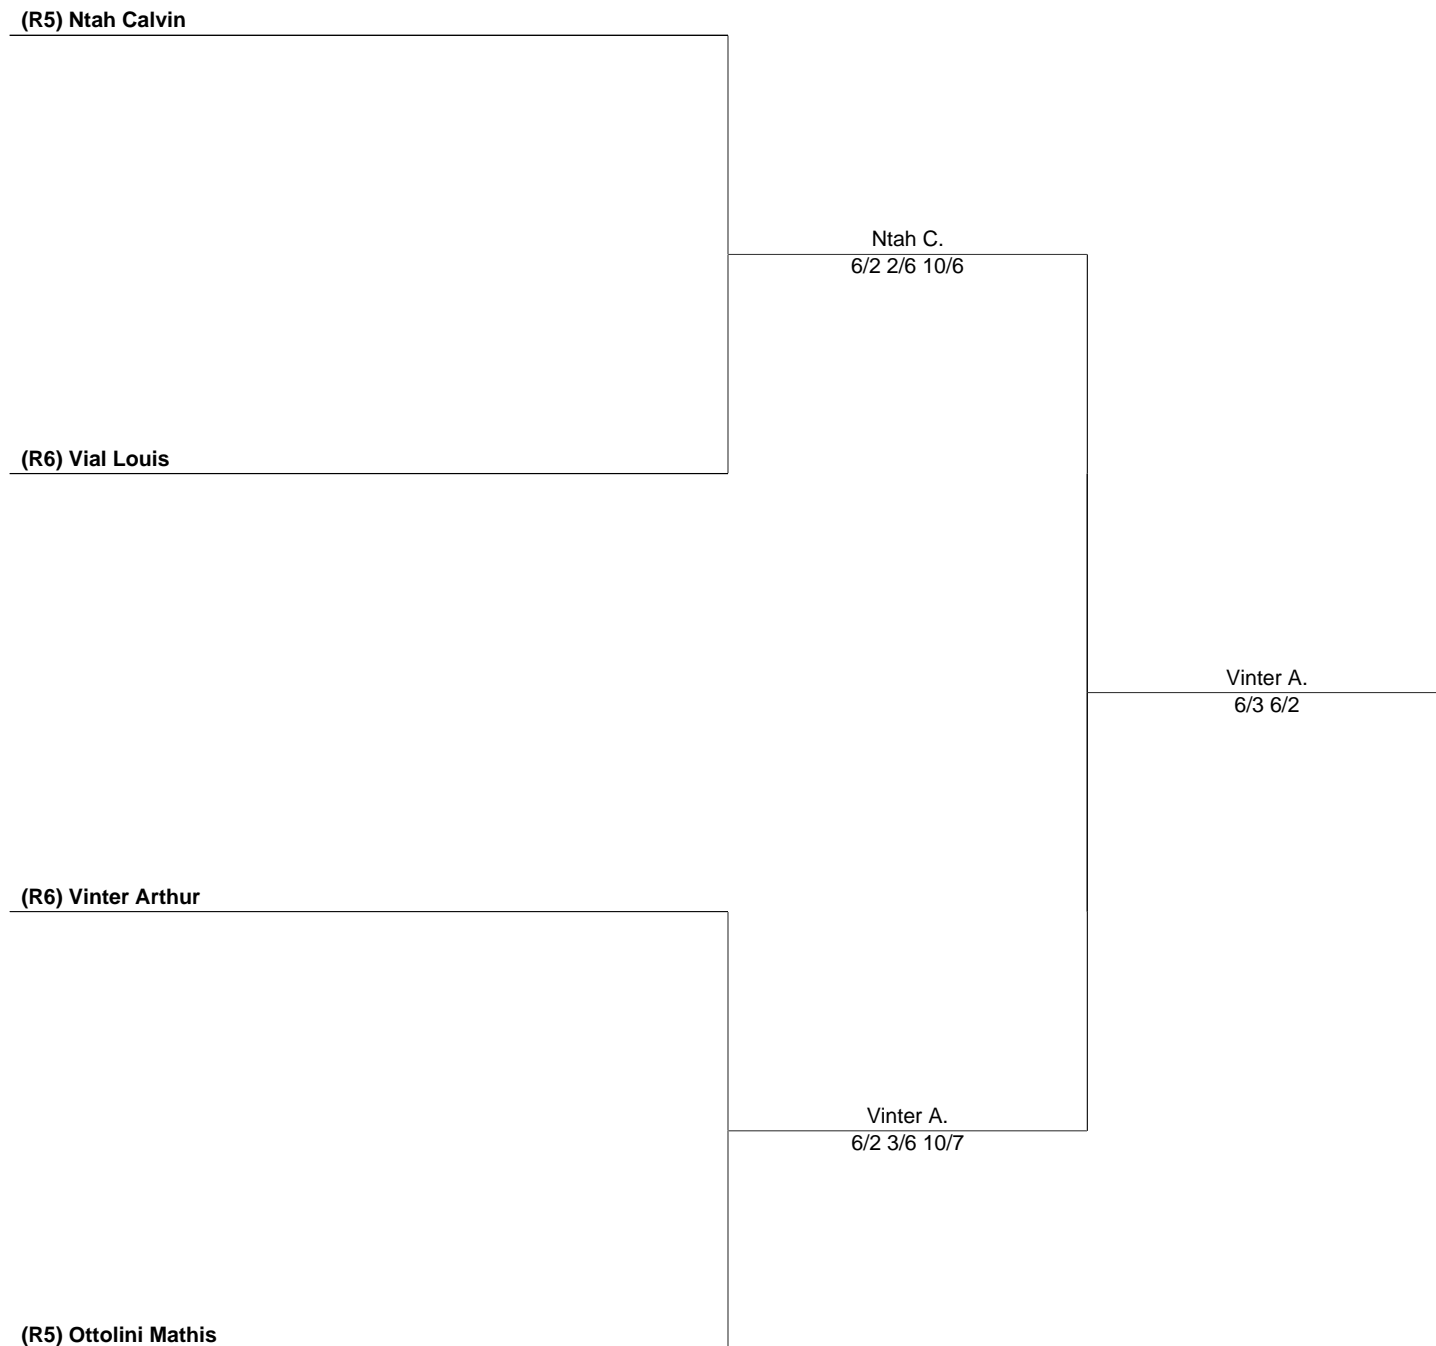 (R5) Ntah Calvin
Ntah C.
6/2 2/6 10/6
(R6) Vial Louis
Vinter A.
6/3 6/2
(R6) Vinter Arthur
Vinter A.
6/2 3/6 10/7
(R5) Ottolini Mathis